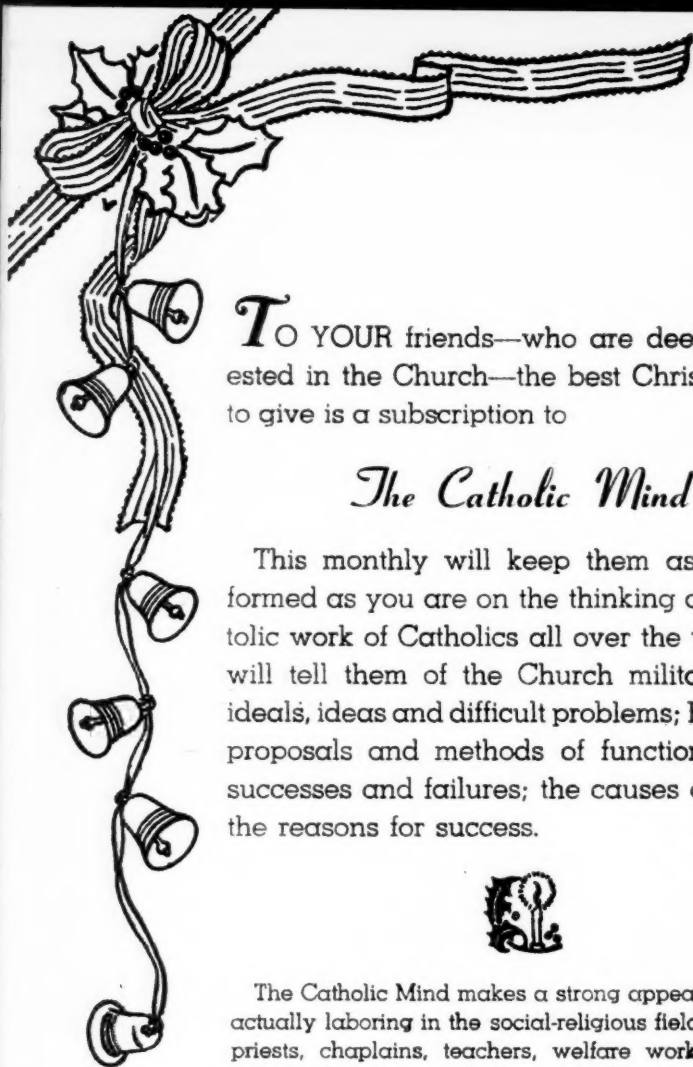 TO YOUR friends—who are dee
ested in the Church—the best Chris
to give is a subscription to
The Catholic Mind
This monthly will keep them as
formed as you are on the thinking
tolic work of Catholics all over the
will tell them of the Church milit
ideals, ideas and difficult problems;
proposals and methods of function
successes and failures; the causes
the reasons for success.
The Catholic Mind makes a strong appea
actually laboring in the social-religious field
priests, chaplains, teachers, welfare work